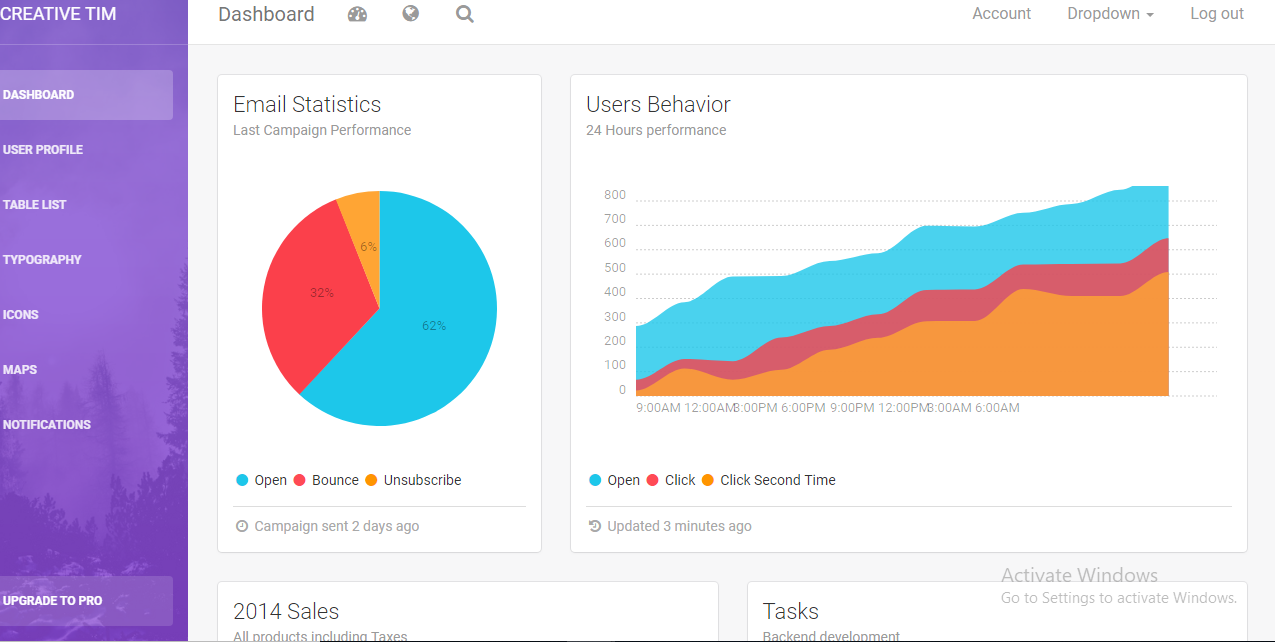 CREATIVE TIM
Dashboard
Account
Dropdown
Log out
DASHBOARD
USER PROFILE
TABLE LIST
TYPOGRAPHY
ICONS
MAPS
NOTIFICATIONS
UPGRADE TO PRO
Email Statistics
Last Campaign Performance
6%
32%
62%
Open Bounce Unsubscribe
Campaign sent 2 days ago
Users Behavior
24 Hours performance
800
700
600
500
400
300
200
100
0
9:00AM 12:00AM 3:00PM 6:00PM 9:00PM 12:00PM 3:00AM 6:00AM
Open Click Click Second Time
Updated 3 minutes ago
2014 Sales
All products including Taxes
Tasks
Backend development
Activate Windows
Go to Settings to activate Windows.